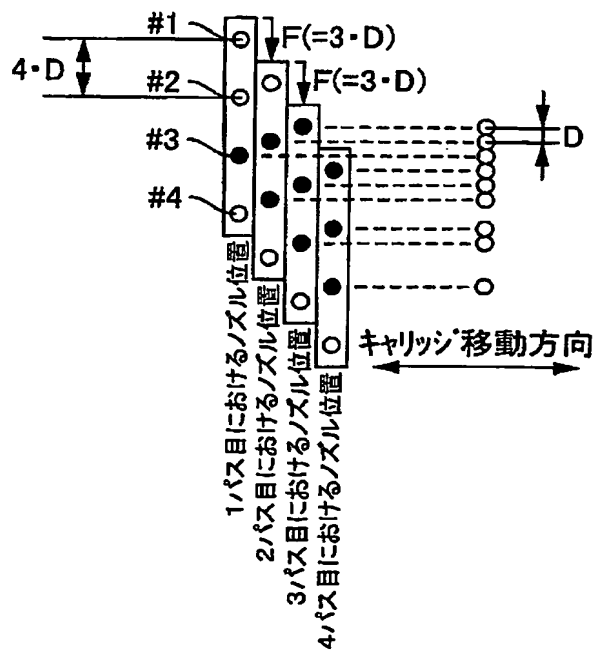 #1
F(=3・D)
4・D
#2
F(=3・D)
#3
D
#4
キャリッジ移動方向
1パス目におけるノズル位置
2パス目におけるノズル位置
3パス目におけるノズル位置
4パス目におけるノズル位置